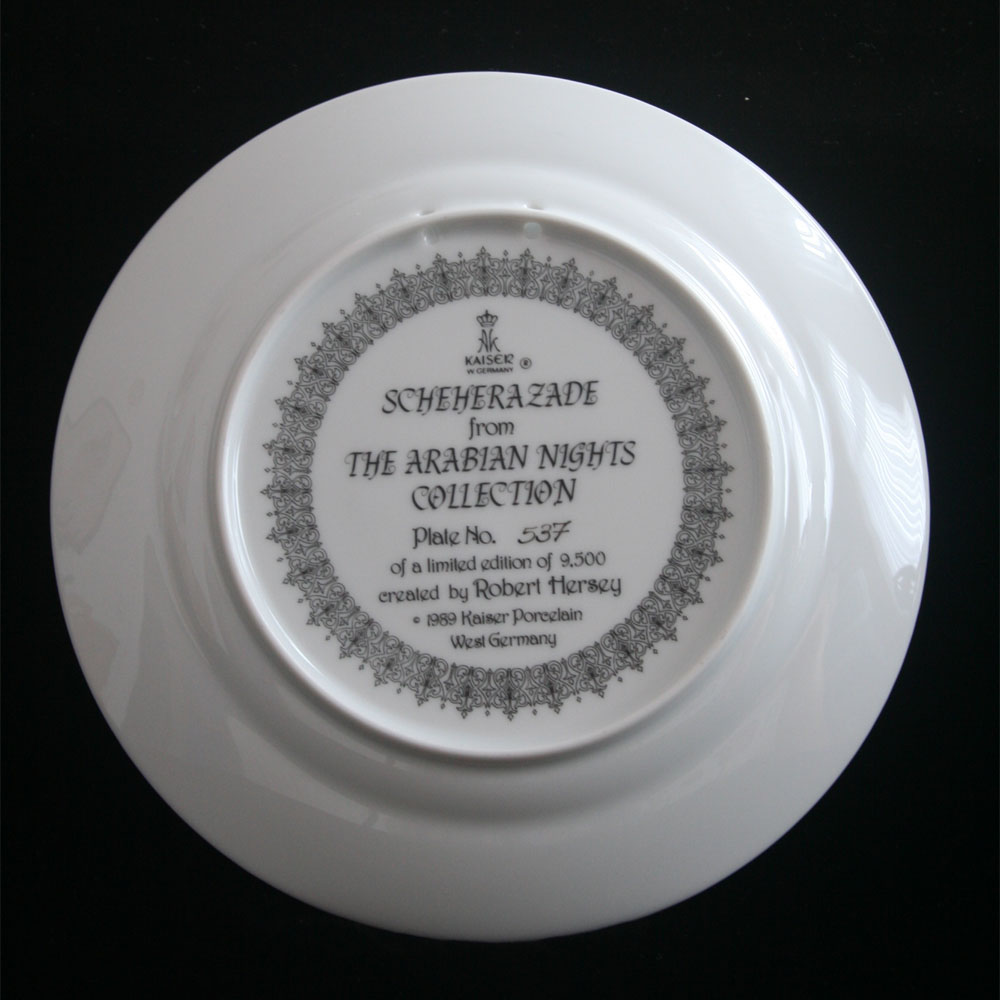 KAISER ®
W. GERMANY
SCHEHERAZADE
from
THE ARABIAN NIGHTS
COLLECTION
Plate No. 537
of a limited edition of 9,500
created by Robert Hersey
© 1989 Kaiser Porcelain
West Germany